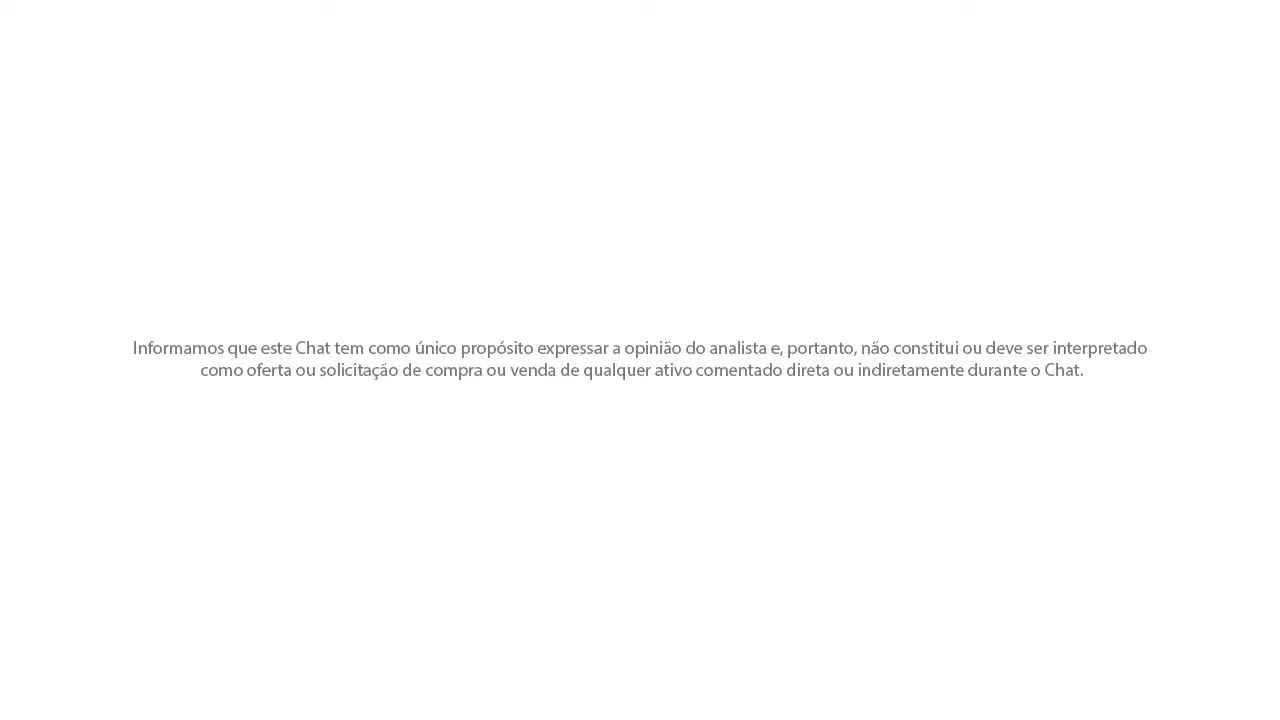 Informamos que este Chat tem como único propósito expressar a opinião do analista e, portanto, não constitui ou deve ser interpretado
como oferta ou solicitação de compra ou venda de qualquer ativo comentado direta ou indiretamente durante o Chat.